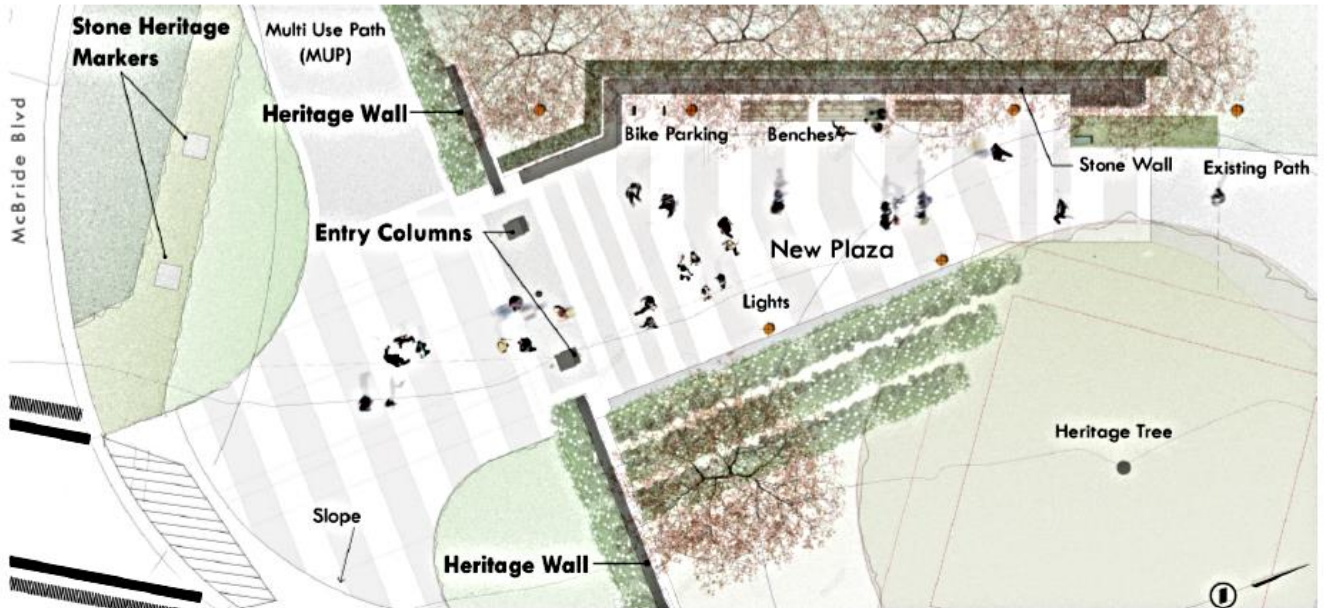 Stone Heritage
Markers
Multi Use Path
(MUP)
Heritage Wall
McBride Blvd
Bike Parking
Benches
Stone Wall
Existing Path
Entry Columns
New Plaza
Lights
Heritage Tree
Slope
Heritage Wall